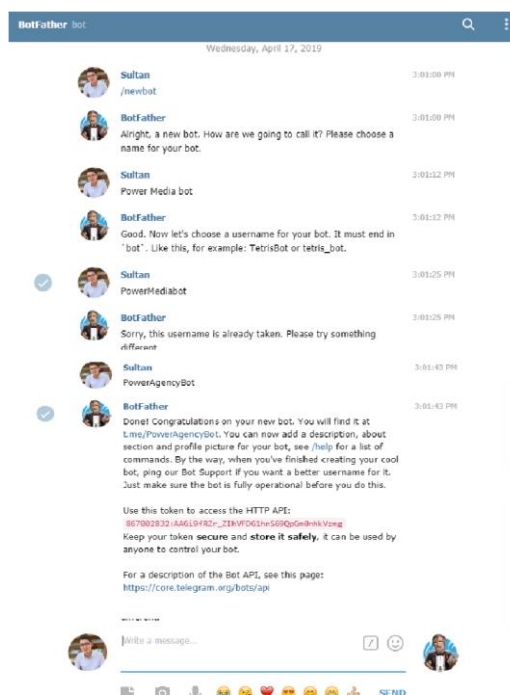 BotFather bot
Wednesday, April 17, 2019
Sultan 3:01:00 PM
/newbot
BotFather 3:01:00 PM
Alright, a new bot. How are we going to call it? Please choose a
name for your bot.
Sultan 3:01:12 PM
Power Media bot
BotFather 3:01:12 PM
Good. Now let's choose a username for your bot. It must end in
`bot`. Like this, for example: TetrisBot or tetris_bot.
Sultan 3:01:25 PM
PowerMediabot
BotFather 3:01:25 PM
Sorry, this username is already taken. Please try something
different
Sultan 3:01:43 PM
PowerAgencyBot
BotFather 3:01:43 PM
Done! Congratulations on your new bot. You will find it at
t.me/PowerAgencyBot. You can now add a description, about
section and profile picture for your bot, see /help for a list of
commands. By the way, when you've finished creating your cool
bot, ping our Bot Support if you want a better username for it.
Just make sure the bot is fully operational before you do this.
Use this token to access the HTTP API:
Keep your token secure and store it safely, it can be used by
anyone to control your bot.
For a description of the Bot API, see this page:
https://core.telegram.org/bots/api
Write a message...
SEND